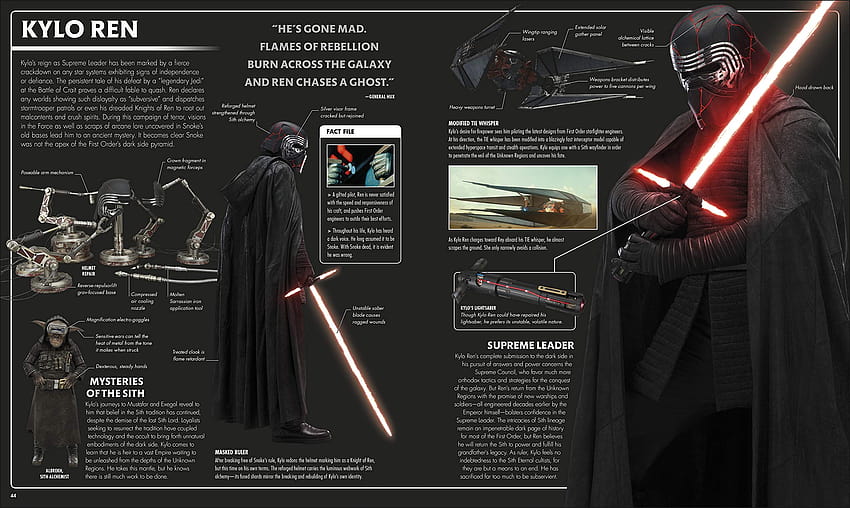 KYLO REN
Kylo's reign as Supreme Leader has been marked by a fierce
crackdown on any star systems exhibiting signs of independence
or defiance. The persistent tale of his defeat by a "legendary Jedi"
at the Battle of Crait proves a difficult fable to quash. Ren declares
any worlds showing such disloyalty as "subversive" and dispatches
stormtrooper patrols or even his dreaded Knights of Ren to root out
malcontents and crush spirits. During this campaign of terror, visions
in the Force as well as scraps of arcane lore uncovered in Snoke's
old bases lead him to an ancient mystery. It becomes clear Snoke
was not the apex of the First Order's dark side pyramid.
"HE'S GONE MAD.
FLAMES OF REBELLION
BURN ACROSS THE GALAXY
AND REN CHASES A GHOST."
—GENERAL HUX
Poseable arm mechanism
Crown fragment in
magnetic forceps
HELMET
REPAIR
Reverse-repulsorlift
grav-focused base
Compressed
air cooling
nozzle
Molten
Sarrassian iron
application tool
Magnification electro-goggles
Sensitive ears can tell the
heat of metal from the tone
it makes when struck
Dexterous, steady hands
ALBREKH,
SITH ALCHEMIST
MYSTERIES
OF THE SITH
Kylo's journeys to Mustafar and Exegol reveal to
him that belief in the Sith tradition has continued,
despite the demise of the last Sith Lord. Loyalists
seeking to resurrect the tradition have coupled
technology and the occult to bring forth unnatural
embodiments of the dark side. Kylo comes to
learn that he is heir to a vast Empire waiting to
be unleashed from the depths of the Unknown
Regions. He takes this mantle, but he knows
there is still much work to be done.
44
Reforged helmet
strengthened through
Sith alchemy
Silver visor frame
cracked but rejoined
FACT FILE
➤ A gifted pilot, Ren is never satisfied
with the speed and responsiveness of
his craft, and pushes First Order
engineers to outdo their best efforts.
➤ Throughout his life, Kylo has heard
a dark voice. He long assumed it to be
Snoke. With Snoke dead, it is evident
he was wrong.
Unstable saber
blade causes
ragged wounds
Treated cloak is
flame retardant
MASKED RULER
After breaking free of Snoke's rule, Kylo redons the helmet marking him as a Knight of Ren,
but this time on his own terms. The reforged helmet carries the luminous webwork of Sith
alchemy—its fused shards mirror the breaking and rebuilding of Kylo's own identity.
Wingtip ranging
lasers
Extended solar
gather panel
Visible
alchemical lattice
between cracks
Weapons bracket distributes
power to five cannons per wing
Heavy weapons turret
Hood drawn back
MODIFIED TIE WHISPER
Kylo's desire for firepower sees him piloting the latest designs from First Order starfighter engineers.
At his direction, the TIE whisper has been modified into a blazingly fast interceptor model capable of
extended hyperspace transit and stealth operations. Kylo equips one with a Sith wayfinder in order
to penetrate the veil of the Unknown Regions and uncover his fate.
As Kylo Ren charges toward Rey aboard his TIE whisper, he almost
scrapes the ground. She only narrowly avoids a collision.
KYLO'S LIGHTSABER
Though Kylo Ren could have repaired his
lightsaber, he prefers its unstable, volatile nature.
SUPREME LEADER
Kylo Ren's complete submission to the dark side in
his pursuit of answers and power concerns the
Supreme Council, who favor much more
orthodox tactics and strategies for the conquest
of the galaxy. But Ren's return from the Unknown
Regions with the promise of new warships and
soldiers—all engineered decades earlier by the
Emperor himself—bolsters confidence in the
Supreme Leader. The intricacies of Sith lineage
remain an impenetrable dark page of history
for most of the First Order, but Ren believes
he will return the Sith to power and fulfill his
grandfather's legacy. As ruler, Kylo feels no
indebtedness to the Sith Eternal cultists, for
they are but a means to an end. He has
sacrificed far too much to be subservient.